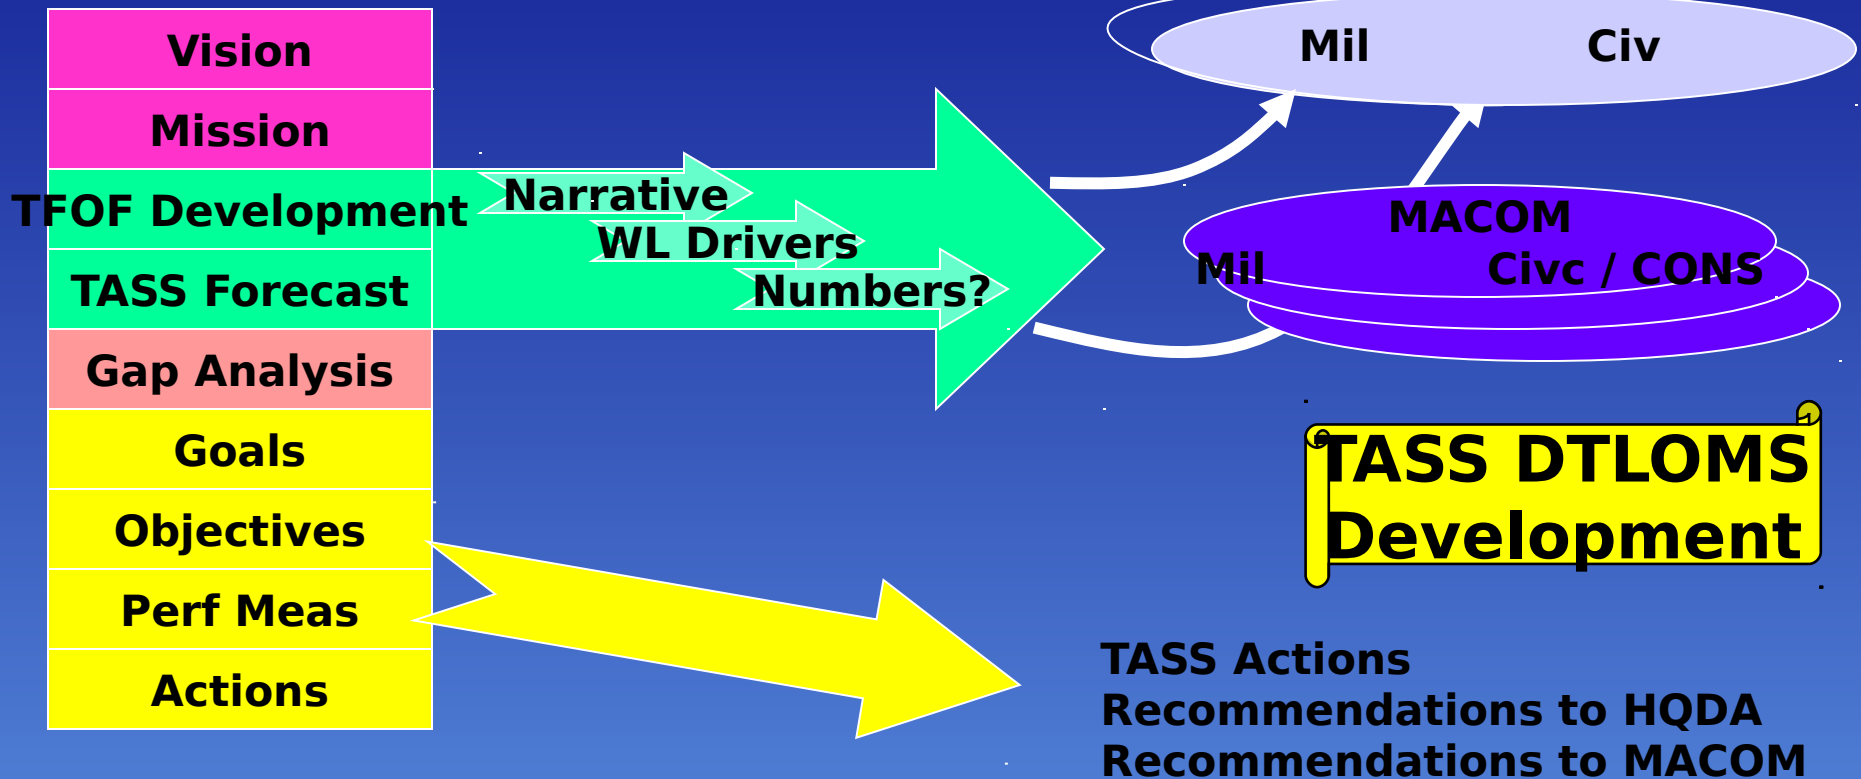 Vision
Mission
TFOF Development
TASS Forecast
Gap Analysis
Goals
Objectives
Perf Meas
Actions
Narrative
WL Drivers
Numbers?
Mil Civ
MACOM
Mil Civc / CONS
TASS DTLOMS
Development
TASS Actions
Recommendations to HQDA
Recommendations to MACOM